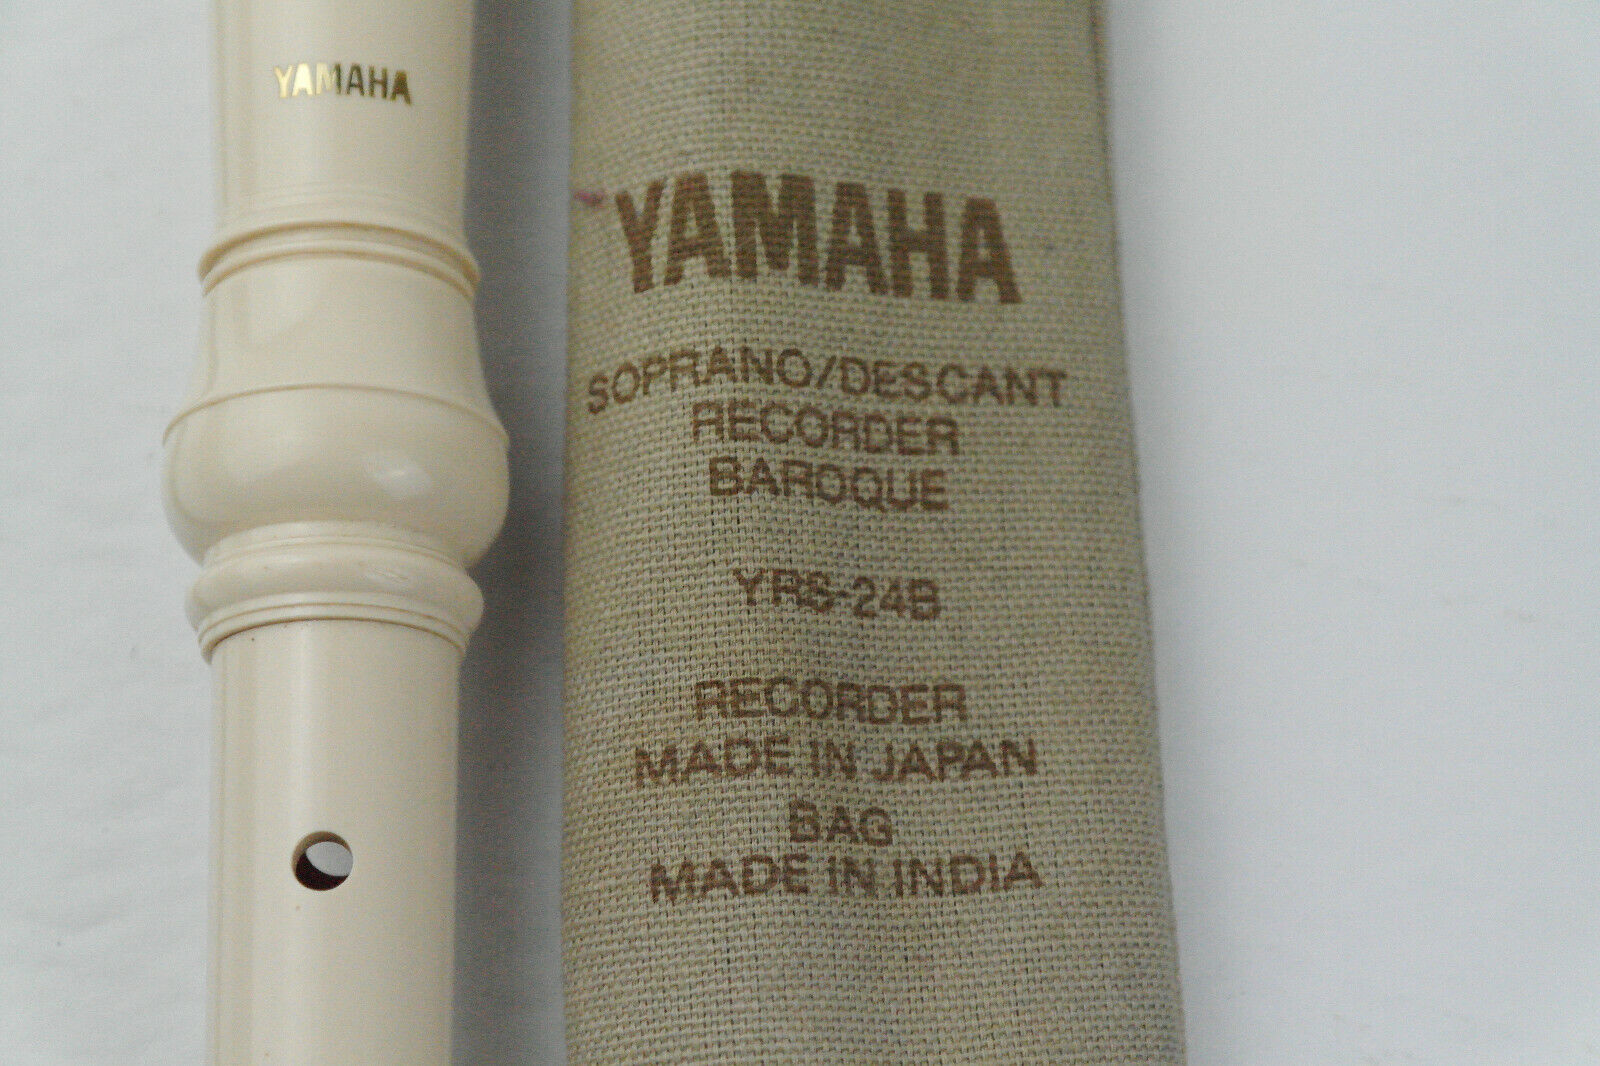 YAMAHA
YAMAHA
SOPRANO/DESCANT
RECORDER
BAROQUE
YRS-24B
RECORDER
MADE IN JAPAN
BAG
MADE IN INDIA